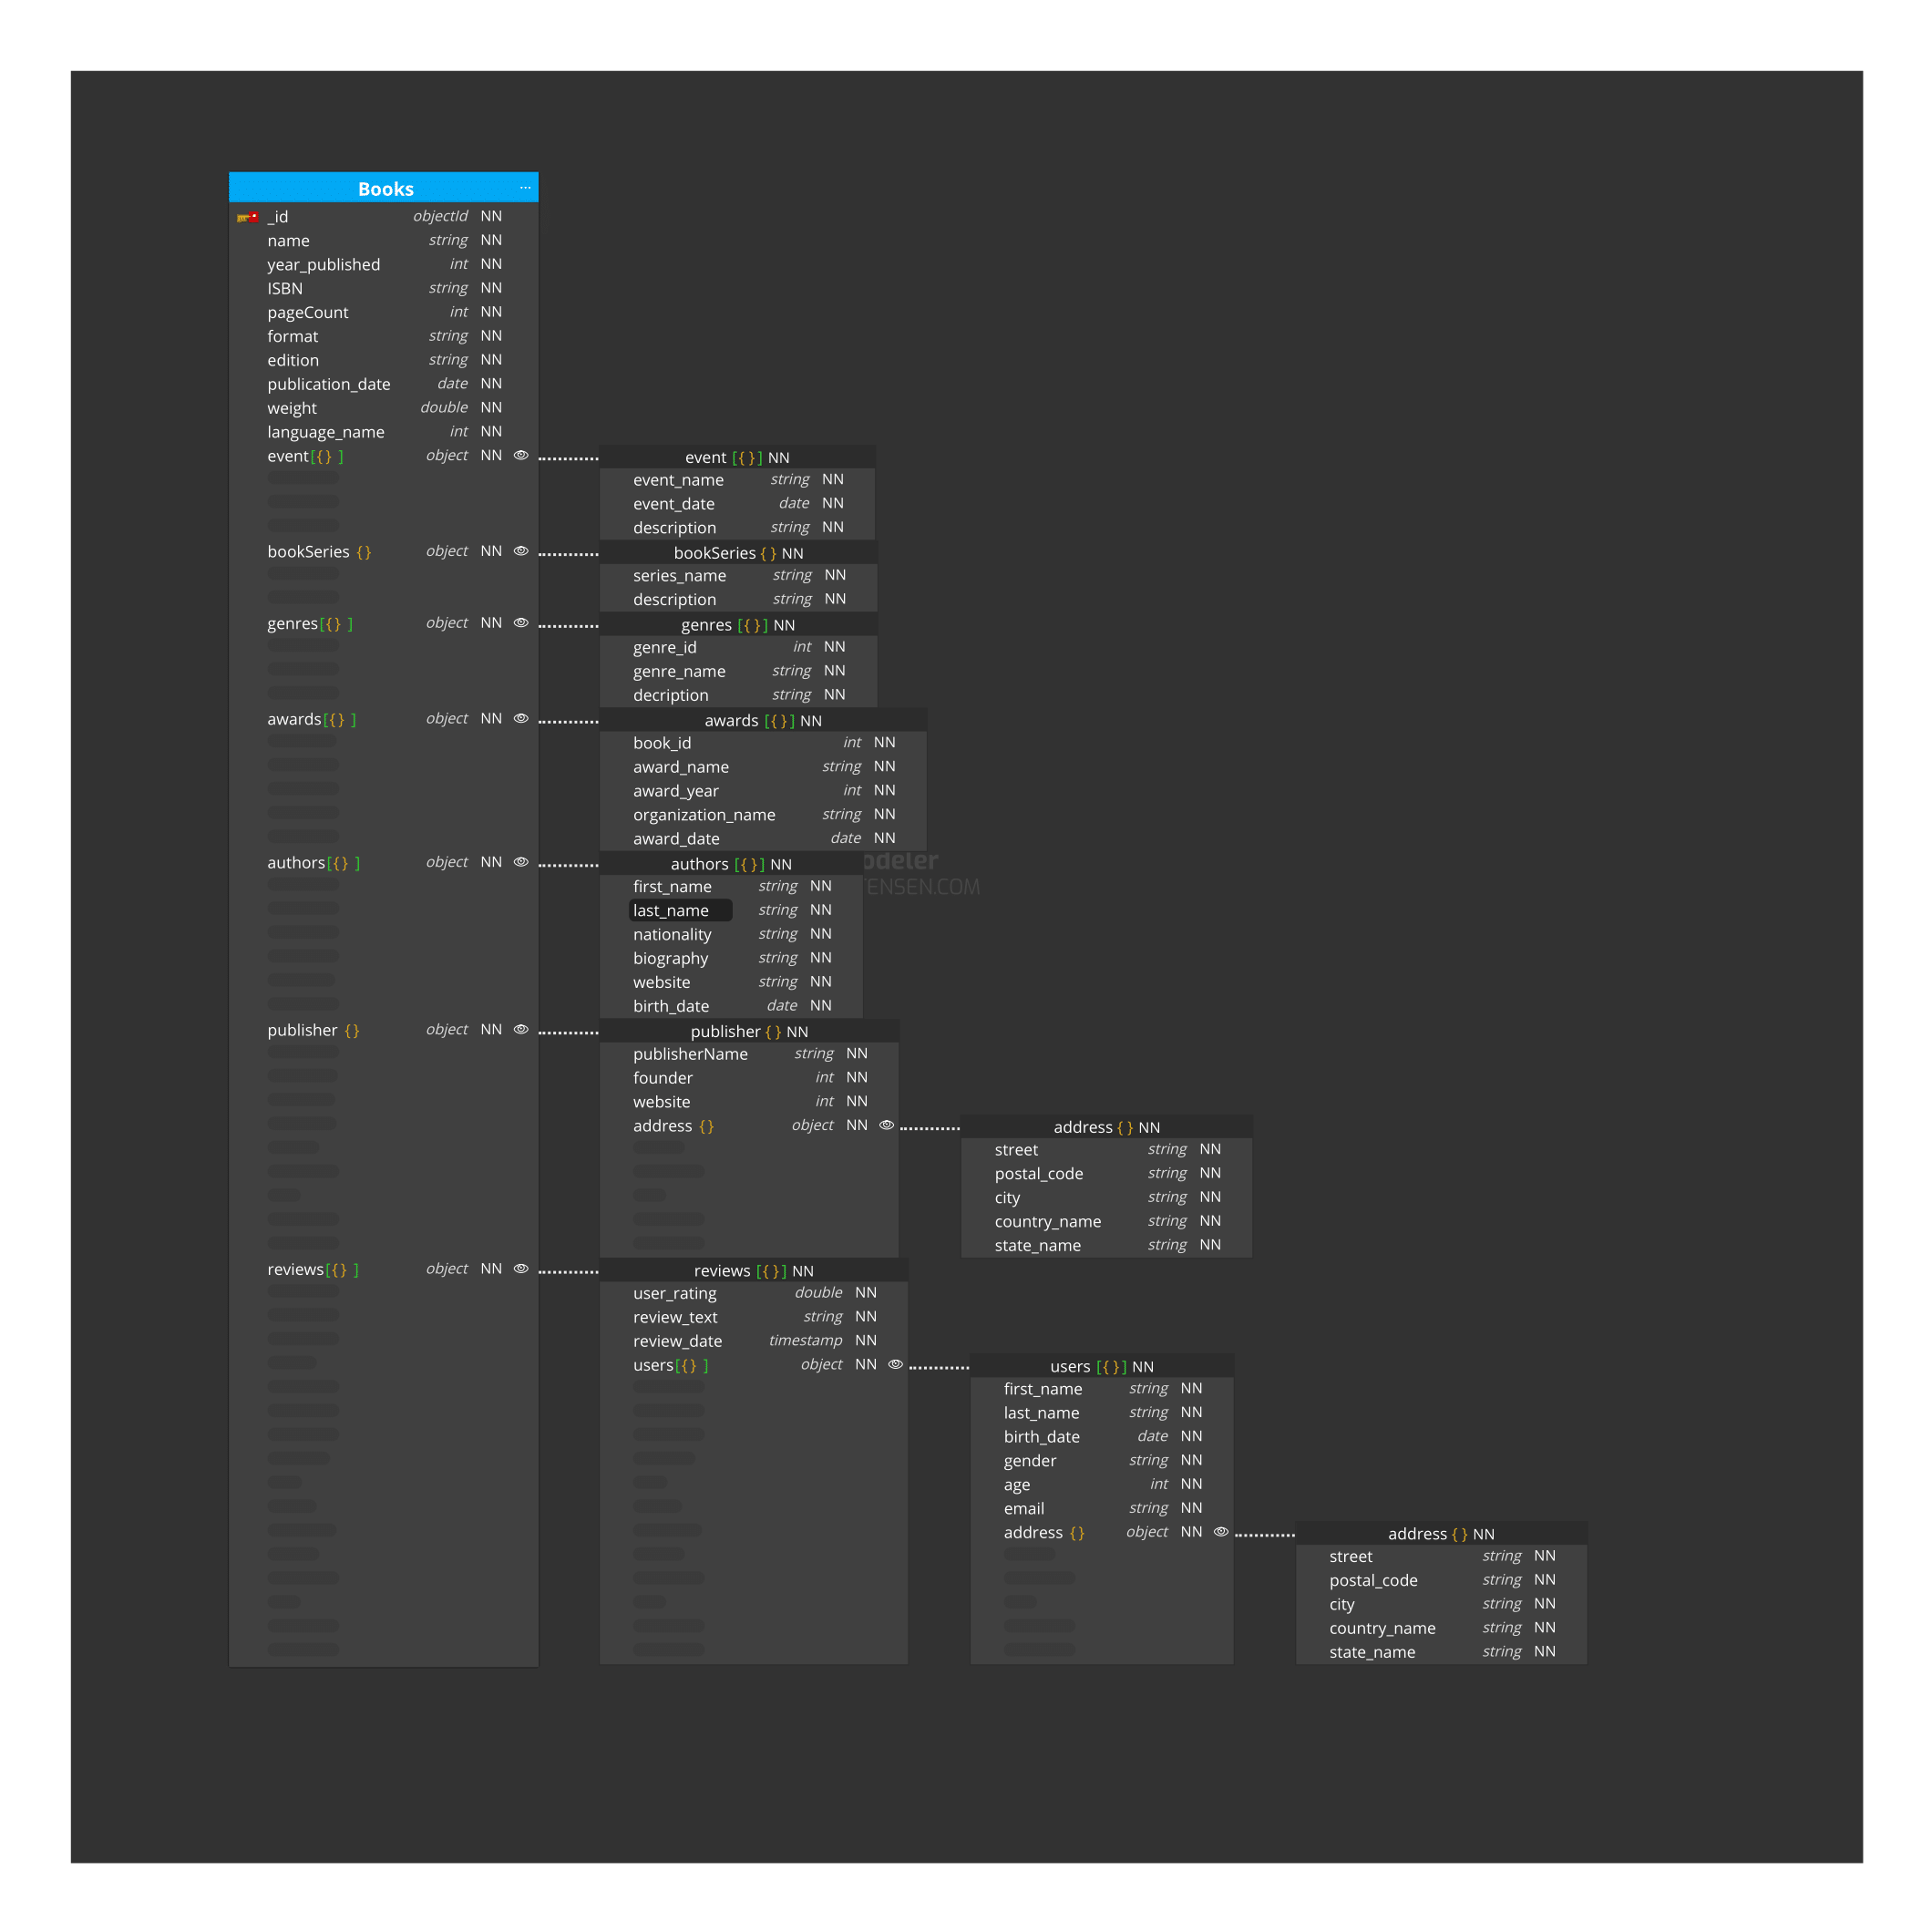 Books ...
_id objectId NN
name string NN
year_published int NN
ISBN string NN
pageCount int NN
format string NN
edition string NN
publication_date date NN
weight double NN
language_name int NN
event[{} ] object NN
event [{}] NN
event_name string NN
event_date date NN
description string NN
bookSeries {} object NN
bookSeries {} NN
series_name string NN
description string NN
genres[{} ] object NN
genres [{}] NN
genre_id int NN
genre_name string NN
decription string NN
awards[{} ] object NN
awards [{}] NN
book_id int NN
award_name string NN
award_year int NN
organization_name string NN
award_date date NN
authors[{} ] object NN
authors [{}] NN
odeler
first_name string NN
TENSEN.COM
last_name string NN
nationality string NN
biography string NN
website string NN
birth_date date NN
publisher {} object NN
publisher {} NN
publisherName string NN
founder int NN
website int NN
address {} object NN
address {} NN
street string NN
postal_code string NN
city string NN
country_name string NN
state_name string NN
reviews[{} ] object NN
reviews [{}] NN
user_rating double NN
review_text string NN
review_date timestamp NN
users[{} ] object NN
users [{}] NN
first_name string NN
last_name string NN
birth_date date NN
gender string NN
age int NN
email string NN
address {} object NN
address {} NN
street string NN
postal_code string NN
city string NN
country_name string NN
state_name string NN